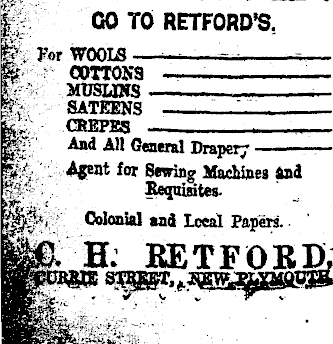 GO TO RETFORD'S.
For WOOLS
COTTONS
MUSLINS
SATEENS
CREPES
And All General Drapery
Agent for Sewing Machines and
Requisites.
Colonial and Local Papers.
C. H. RETFORD,
CURRIE STREET, NEW PLYMOUTH